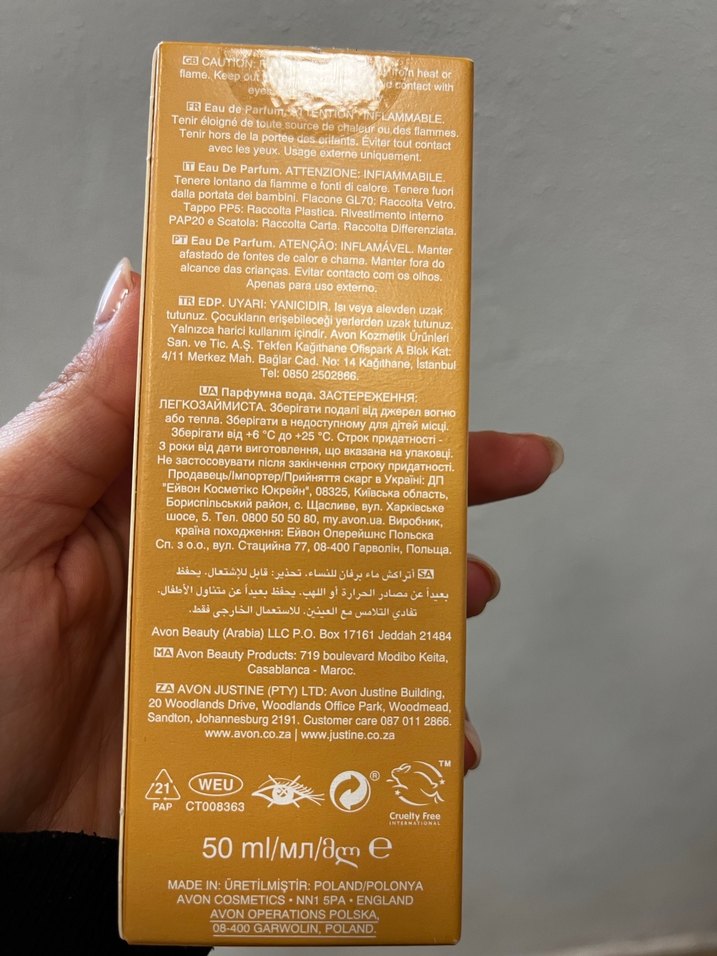 GB CAUTION: from heat or
flame. Keep out contact with
eyes
FR Eau de Parfum. ATTENTION INFLAMMABLE.
Tenir éloigné de toute source de chaleur ou des flammes.
Tenir hors de la portée des enfants. Éviter tout contact
avec les yeux. Usage externe uniquement.
IT Eau De Parfum. ATTENZIONE: INFIAMMABILE.
Tenere lontano da fiamme e fonti di calore. Tenere fuori
dalla portata dei bambini. Flacone GL70: Raccolta Vetro.
Tappo PP5: Raccolta Plastica. Rivestimento interno
PAP20 e Scatola: Raccolta Carta. Raccolta Differenziata.
PT Eau De Parfum. ATENÇÃO: INFLAMÁVEL. Manter
afastado de fontes de calor e chama. Manter fora do
alcance das crianças. Evitar contacto com os olhos.
Apenas para uso externo.
TR EDP. UYARI: YANICIDIR. Isı veya alevden uzak
tutunuz. Çocukların erişebileceği yerlerden uzak tutunuz.
Yalnızca harici kullanım içindir. Avon Kozmetik Ürünleri
San. ve Tic. A.Ş. Tekfen Kağıthane Ofispark A Blok Kat:
4/11 Merkez Mah. Bağlar Cad. No: 14 Kağıthane, İstanbul
Tel: 0850 2502866.
UA Парфумна вода. ЗАСТЕРЕЖЕННЯ:
ЛЕГКОЗАЙМИСТА. Зберігати подалі від джерел вогню
або тепла. Зберігати в недоступному для дітей місці.
Зберігати від +6 °C до +25 °C. Строк придатності -
3 роки від дати виготовлення, що вказана на упаковці.
Не застосовувати після закінчення строку придатності.
Продавець/Імпортер/Прийняття скарг в Україні: ДП
"Ейвон Косметікс Юкрейн", 08325, Київська область,
Бориспільський район, с. Щасливе, вул. Харківське
шосе, 5. Тел. 0800 50 50 80, my.avon.ua. Виробник,
країна походження: Ейвон Оперейшнс Польска
Сп. з о.о., вул. Стаційна 77, 08-400 Гарволін, Польща.
SA أتراكش ماء برفان للنساء. تحذير: قابل للإشتعال. يحفظ
بعيداً عن مصادر الحرارة أو اللهب. يحفظ بعيداً عن متناول الأطفال.
تفادي التلامس مع العينين. للاستعمال الخارجي فقط.
Avon Beauty (Arabia) LLC P.O. Box 17161 Jeddah 21484
MA Avon Beauty Products: 719 boulevard Modibo Keita,
Casablanca - Maroc.
ZA AVON JUSTINE (PTY) LTD: Avon Justine Building,
20 Woodlands Drive, Woodlands Office Park, Woodmead,
Sandton, Johannesburg 2191. Customer care 087 011 2866.
www.avon.co.za | www.justine.co.za
21
PAP
WEU
CT008363
®
TM
Cruelty Free
INTERNATIONAL
50 ml/мл/მლ ℮
MADE IN: ÜRETİLMİŞTİR: POLAND/POLONYA
AVON COSMETICS • NN1 5PA • ENGLAND
AVON OPERATIONS POLSKA,
08-400 GARWOLIN, POLAND.